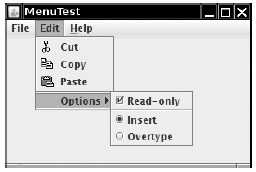 MenuTest
File Edit Help
Cut
Copy
Paste
Options Read-only
Insert
Overtype